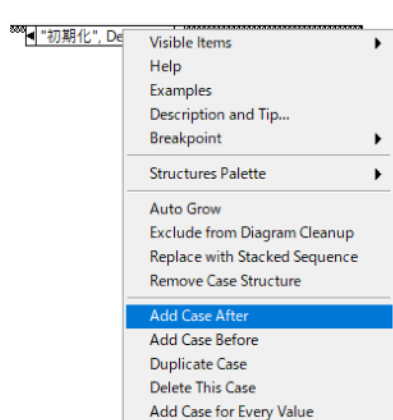 "初期化", De
Visible Items
Help
Examples
Description and Tip...
Breakpoint
Structures Palette
Auto Grow
Exclude from Diagram Cleanup
Replace with Stacked Sequence
Remove Case Structure
Add Case After
Add Case Before
Duplicate Case
Delete This Case
Add Case for Every Value